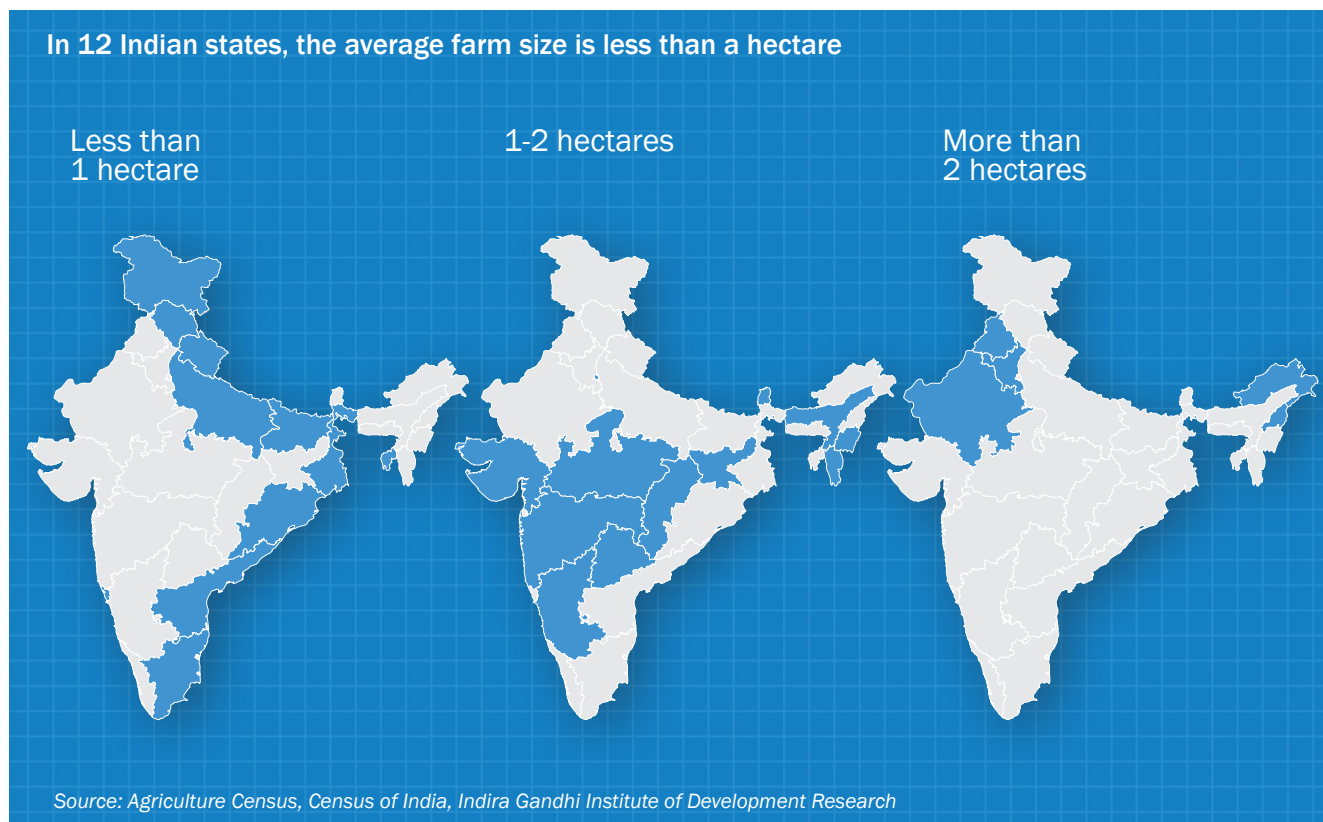 In 12 Indian states, the average farm size is less than a hectare
Less than
1 hectare
1-2 hectares
More than
2 hectares
Source: Agriculture Census, Census of India, Indira Gandhi Institute of Development Research